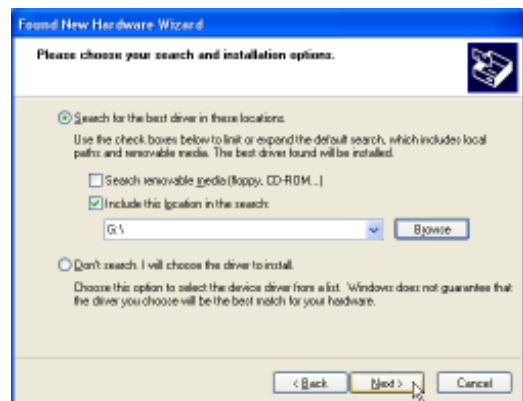 Found New Hardware Wizard
Please choose your search and installation options.
Search for the best driver in these locations.
Use the check boxes below to limit or expand the default search, which includes local
paths and removable media. The best driver found will be installed.
Search removable media (floppy, CD-ROM...)
Include this location in the search:
G:\
Browse
Don't search. I will choose the driver to install.
Choose this option to select the device driver from a list. Windows does not guarantee that
the driver you choose will be the best match for your hardware.
< Back
Next >
Cancel